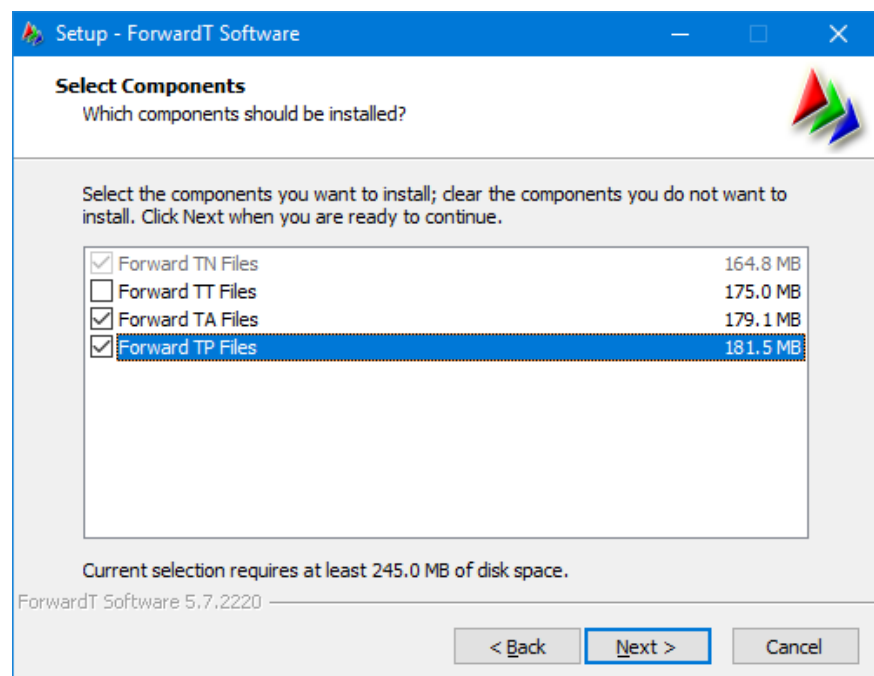 Setup - ForwardT Software
Select Components
Which components should be installed?
Select the components you want to install; clear the components you do not want to
install. Click Next when you are ready to continue.
Forward TN Files 164.8 MB
Forward TT Files 175.0 MB
Forward TA Files 179.1 MB
Forward TP Files 181.5 MB
Current selection requires at least 245.0 MB of disk space.
ForwardT Software 5.7.2220
< Back Next > Cancel